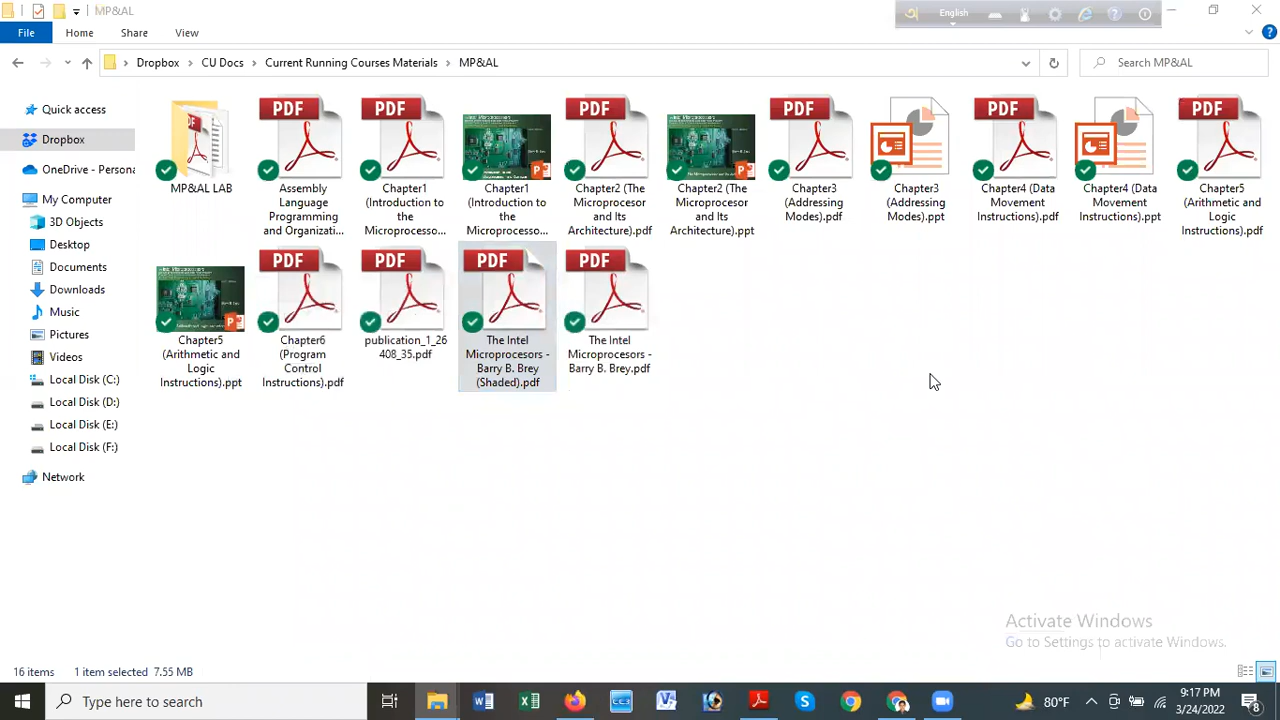 MP&AL
English
File
Home
Share
View
Dropbox
CU Docs
Current Running Courses Materials
MP&AL
Search MP&AL
Quick access
Dropbox
OneDrive - Persona
My Computer
3D Objects
Desktop
Documents
Downloads
Music
Pictures
Videos
Local Disk (C:)
Local Disk (D:)
Local Disk (E:)
Local Disk (F:)
Network
MP&AL LAB
PDF
Assembly
Language
Programming
and Organizati...
PDF
Chapter1
(Introduction to
the
Microprocesso...
Chapter1
(Introduction to
the
Microprocesso...
PDF
Chapter2 (The
Microprocesor
and Its
Architecture).pdf
Chapter2 (The
Microprocesor
and Its
Architecture).ppt
PDF
Chapter3
(Addressing
Modes).pdf
Chapter3
(Addressing
Modes).ppt
PDF
Chapter4 (Data
Movement
Instructions).pdf
Chapter4 (Data
Movement
Instructions).ppt
PDF
Chapter5
(Arithmetic and
Logic
Instructions).pdf
Chapter5
(Arithmetic and
Logic
Instructions).ppt
PDF
Chapter6
(Program
Control
Instructions).pdf
PDF
publication_1_26
408_35.pdf
PDF
The Intel
Microprocesors -
Barry B. Brey
(Shaded).pdf
PDF
The Intel
Microprocesors -
Barry B. Brey.pdf
Activate Windows
Go to Settings to activate Windows.
16 items
1 item selected 7.55 MB
Type here to search
80°F
9:17 PM
3/24/2022
8